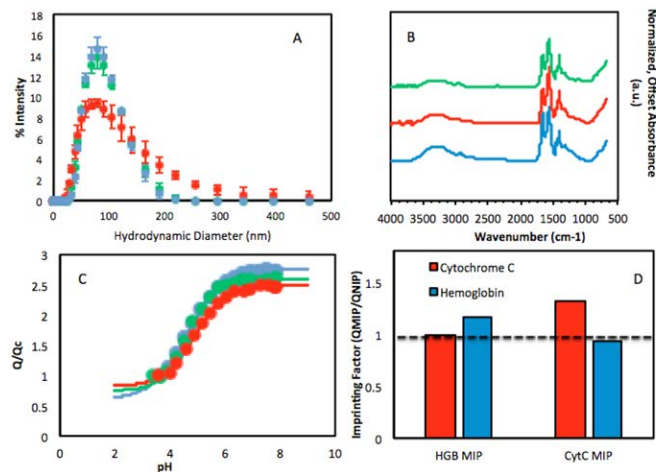 A
% Intensity
18
16
14
12
10
8
6
4
2
0
0 100 200 300 400 500
Hydrodynamic Diameter (nm)
B
Normalized, Offset Absorbance
(a.u.)
4000 3500 3000 2500 2000 1500 1000 500
Wavenumber (cm-1)
C
Q/Qc
3
2.5
2
1.5
1
0.5
0
0 2 4 6 8 10
pH
D
Cytochrome C
Hemoglobin
Imprinting Factor (QMIP/QNIP)
1.5
1
0.5
0
HGB MIP CytC MIP